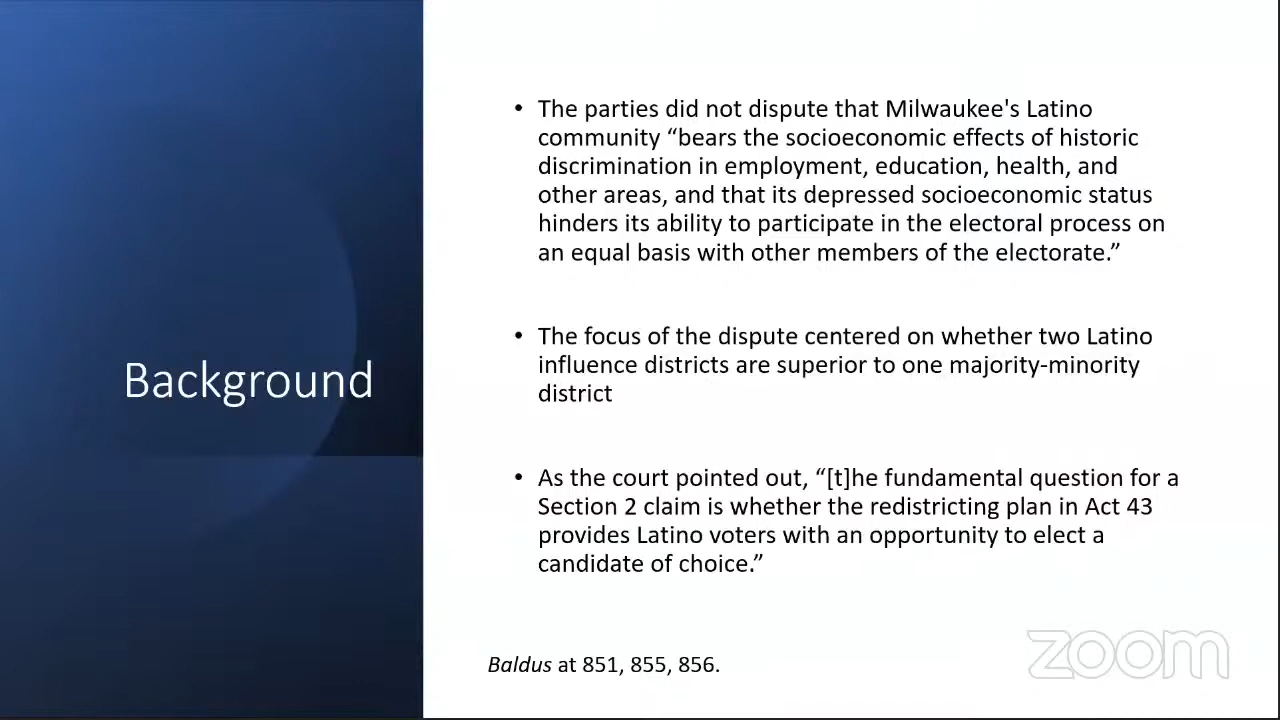 Background
• The parties did not dispute that Milwaukee's Latino
community “bears the socioeconomic effects of historic
discrimination in employment, education, health, and
other areas, and that its depressed socioeconomic status
hinders its ability to participate in the electoral process on
an equal basis with other members of the electorate.”
• The focus of the dispute centered on whether two Latino
influence districts are superior to one majority-minority
district
• As the court pointed out, “[t]he fundamental question for a
Section 2 claim is whether the redistricting plan in Act 43
provides Latino voters with an opportunity to elect a
candidate of choice.”
Baldus at 851, 855, 856.
zoom